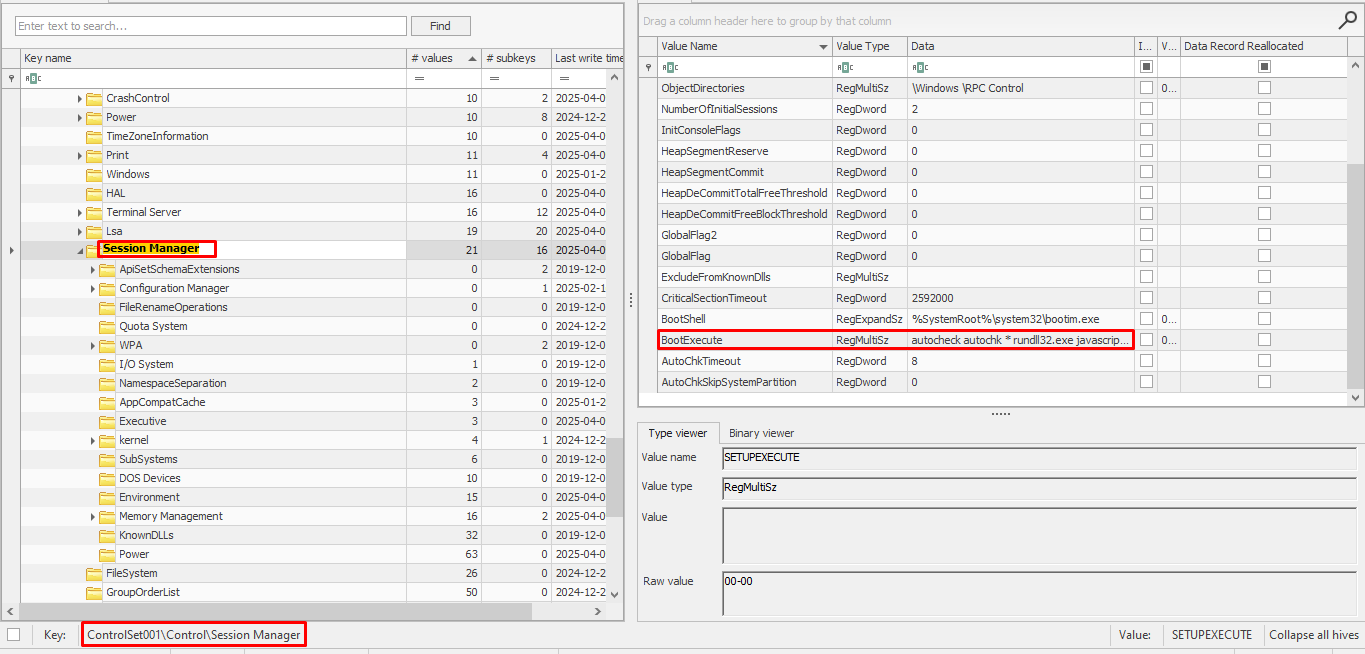 Enter text to search...
Find
Key name # values # subkeys Last write time
= = =
CrashControl 10 2 2025-04-0
Power 10 8 2024-12-2
TimeZoneInformation 10 0 2025-04-0
Print 11 4 2025-04-0
Windows 11 0 2025-01-2
HAL 16 0 2025-04-0
Terminal Server 16 12 2025-04-0
Lsa 19 20 2025-04-0
Session Manager 21 16 2025-04-0
ApiSetSchemaExtensions 0 2 2019-12-0
Configuration Manager 0 1 2025-02-1
FileRenameOperations 0 0 2019-12-0
Quota System 0 0 2024-12-2
WPA 0 2 2019-12-0
I/O System 1 0 2019-12-0
NamespaceSeparation 2 0 2019-12-0
AppCompatCache 3 0 2025-01-2
Executive 3 0 2025-04-0
kernel 4 1 2024-12-2
SubSystems 6 0 2019-12-0
DOS Devices 10 0 2019-12-0
Environment 15 0 2025-04-0
Memory Management 16 2 2025-04-0
KnownDLLs 32 0 2019-12-0
Power 63 0 2024-12-2
FileSystem 26 0 2024-12-2
GroupOrderList 50 0 2024-12-2
Drag a column header here to group by that column
Value Name Value Type Data I... V... Data Record Reallocated
ObjectDirectories RegMultiSz \Windows \RPC Control 0...
NumberOfInitialSessions RegDword 2
InitConsoleFlags RegDword 0
HeapSegmentReserve RegDword 0
HeapSegmentCommit RegDword 0
HeapDeCommitTotalFreeThreshold RegDword 0
HeapDeCommitFreeBlockThreshold RegDword 0
GlobalFlag2 RegDword 0
GlobalFlag RegDword 0
ExcludeFromKnownDlls RegMultiSz
CriticalSectionTimeout RegDword 2592000
BootShell RegExpandSz %SystemRoot%\system32\bootim.exe 0...
BootExecute RegMultiSz autocheck autochk * rundll32.exe javascrip... 0...
AutoChkTimeout RegDword 8
AutoChkSkipSystemPartition RegDword 0
Type viewer Binary viewer
Value name SETUPEXECUTE
Value type RegMultiSz
Value
Raw value 00-00
Key: ControlSet001\Control\Session Manager
Value: SETUPEXECUTE Collapse all hives